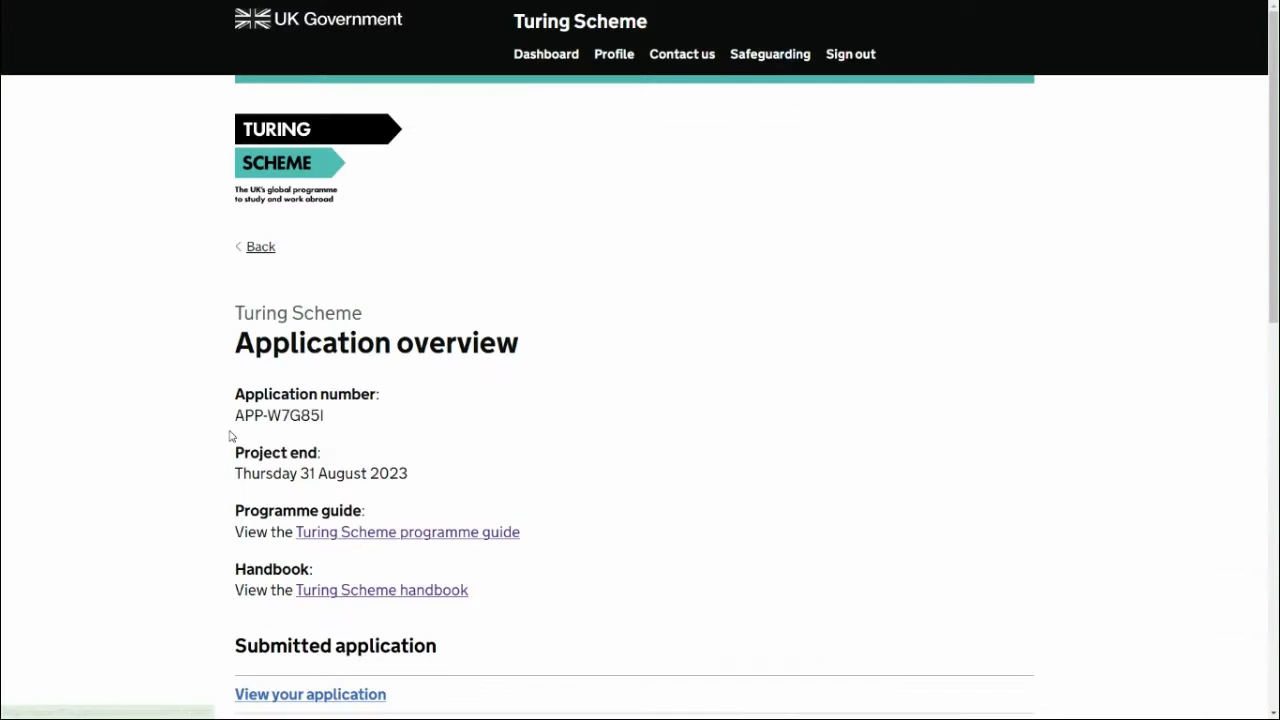 UK Government
Turing Scheme
Dashboard Profile Contact us Safeguarding Sign out
TURING
SCHEME
The UK's global programme
to study and work abroad
Back
Turing Scheme
Application overview
Application number:
APP-W7G85I
Project end:
Thursday 31 August 2023
Programme guide:
View the Turing Scheme programme guide
Handbook:
View the Turing Scheme handbook
Submitted application
View your application